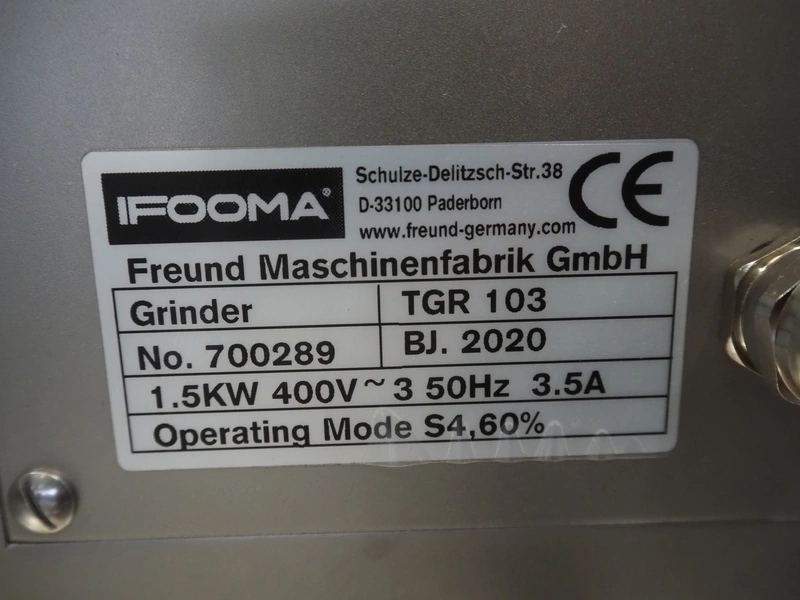 IFOOMA®
Schulze-Delitzsch-Str.38
D-33100 Paderborn
www.freund-germany.com
CE
Freund Maschinenfabrik GmbH
Grinder TGR 103
No. 700289 BJ. 2020
1.5KW 400V~3 50Hz 3.5A
Operating Mode S4,60%